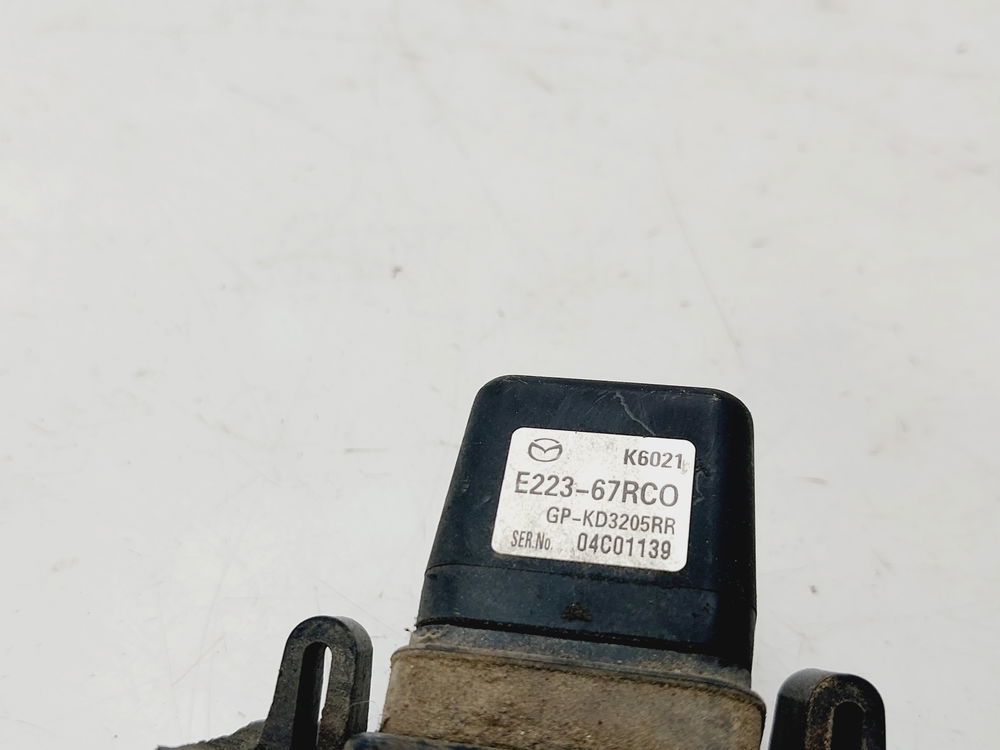 K6021
E223-67RC0
GP-KD3205RR
SER.No. 04C01139